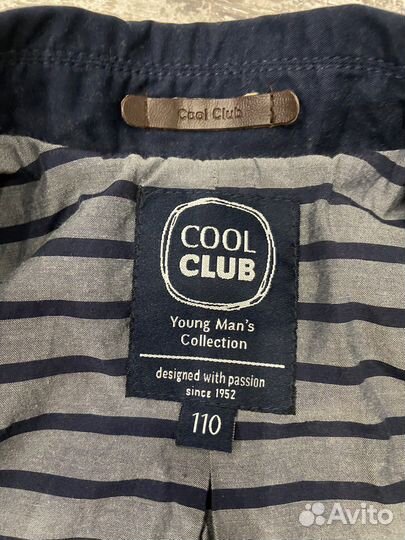 Cool Club
COOL
CLUB
Young Man's
Collection
designed with passion
since 1952
110
Avito